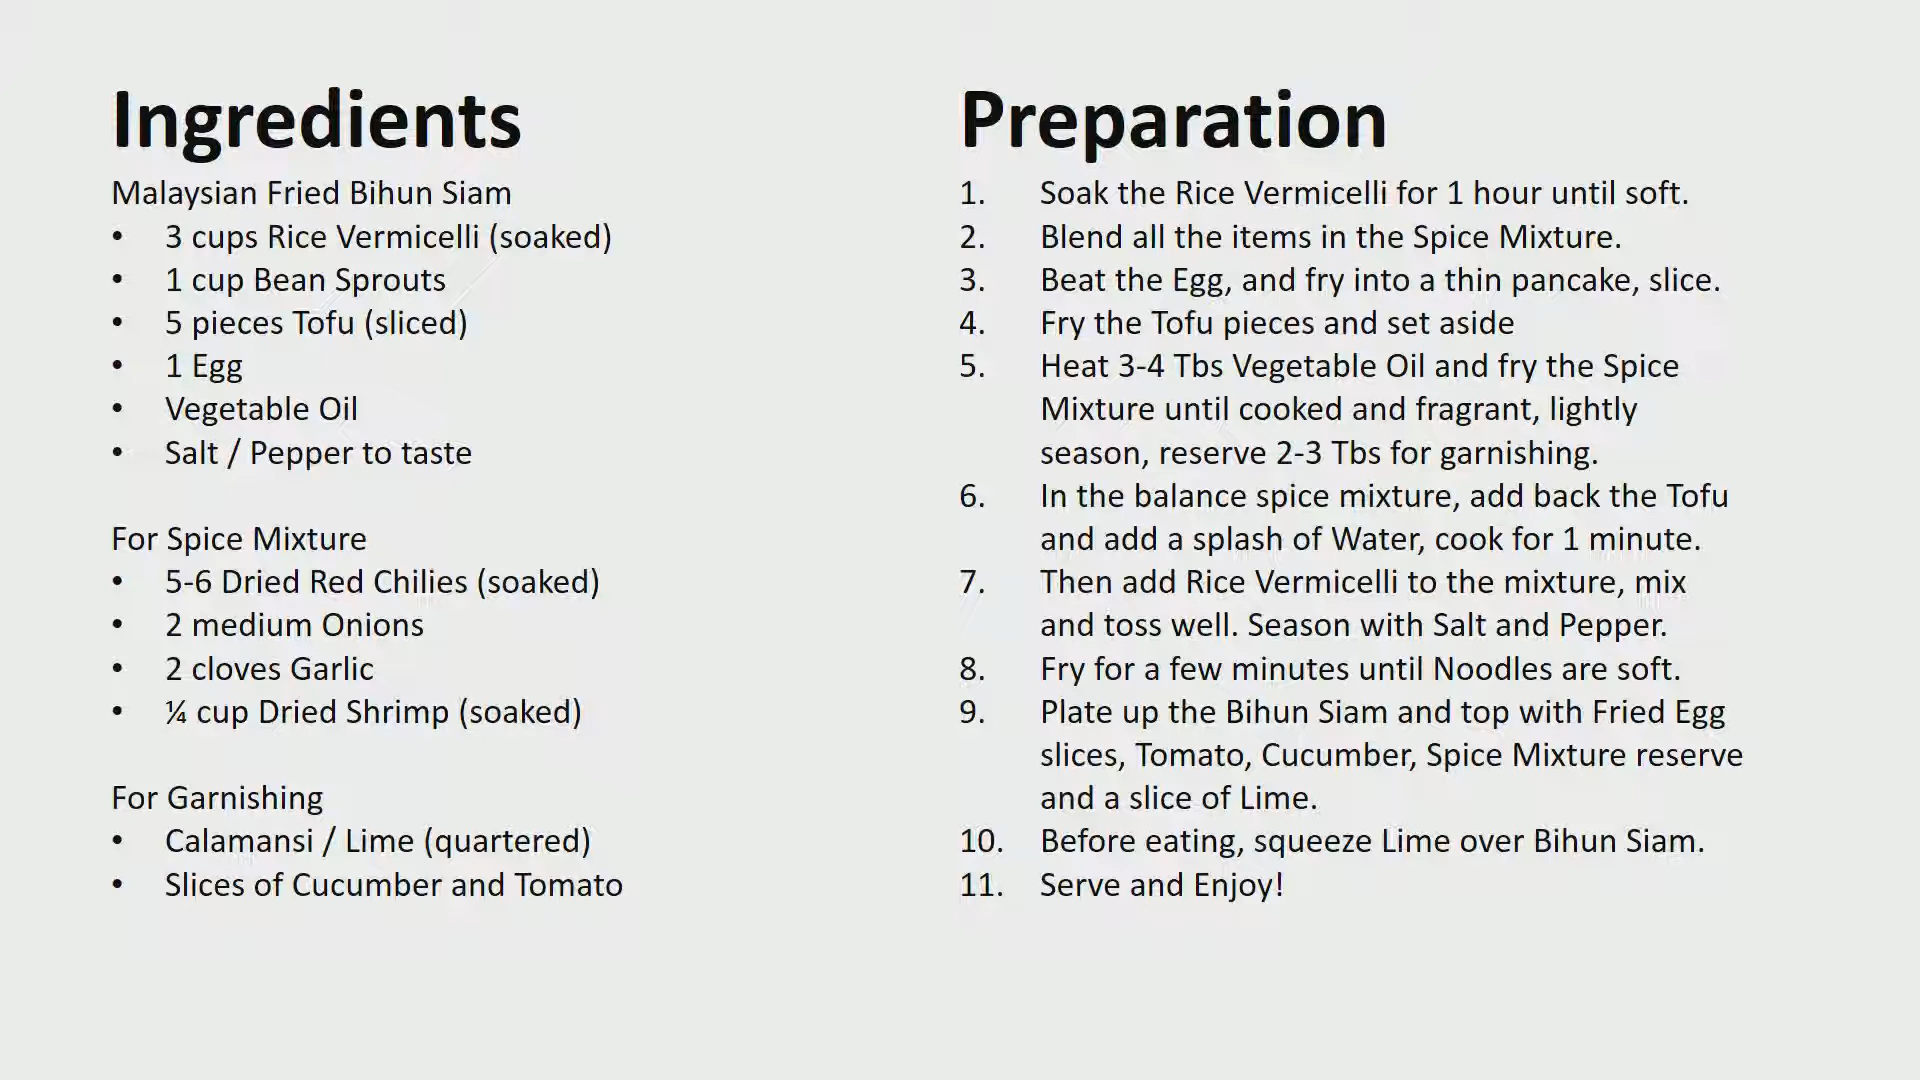 Ingredients
Malaysian Fried Bihun Siam
• 3 cups Rice Vermicelli (soaked)
• 1 cup Bean Sprouts
• 5 pieces Tofu (sliced)
• 1 Egg
• Vegetable Oil
• Salt / Pepper to taste
For Spice Mixture
• 5-6 Dried Red Chilies (soaked)
• 2 medium Onions
• 2 cloves Garlic
• ¼ cup Dried Shrimp (soaked)
For Garnishing
• Calamansi / Lime (quartered)
• Slices of Cucumber and Tomato
Preparation
1. Soak the Rice Vermicelli for 1 hour until soft.
2. Blend all the items in the Spice Mixture.
3. Beat the Egg, and fry into a thin pancake, slice.
4. Fry the Tofu pieces and set aside
5. Heat 3-4 Tbs Vegetable Oil and fry the Spice
Mixture until cooked and fragrant, lightly
season, reserve 2-3 Tbs for garnishing.
6. In the balance spice mixture, add back the Tofu
and add a splash of Water, cook for 1 minute.
7. Then add Rice Vermicelli to the mixture, mix
and toss well. Season with Salt and Pepper.
8. Fry for a few minutes until Noodles are soft.
9. Plate up the Bihun Siam and top with Fried Egg
slices, Tomato, Cucumber, Spice Mixture reserve
and a slice of Lime.
10. Before eating, squeeze Lime over Bihun Siam.
11. Serve and Enjoy!